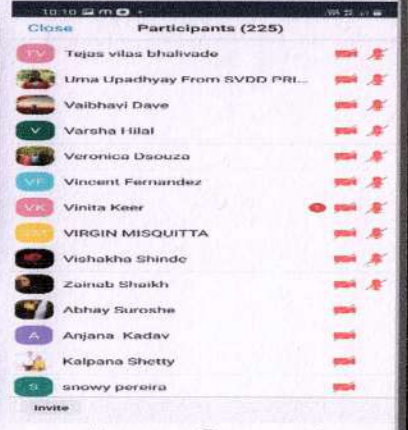 10:10
Close Participants (225)
TV Tejas vilas bhalivade
Uma Upadhyay From SVDD PRI...
Vaibhavi Dave
V Varsha Hilal
Veronica Dsouza
VF Vincent Fernandez
VK Vinita Keer
VIRGIN MISQUITTA
Vishakha Shinde
Zainab Shaikh
Abhay Suroshe
A Anjana Kadav
Kalpana Shetty
S snowy pereira
Invite